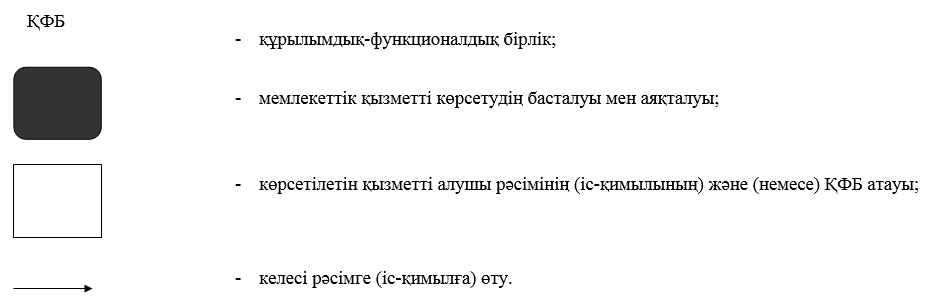 ҚФБ
- құрылымдық-функционалдық бірлік;
- мемлекеттік қызметті көрсетудің басталуы мен аяқталуы;
- көрсетілетін қызметті алушы рәсімінің (іс-қимылының) және (немесе) ҚФБ атауы;
- келесі рәсімге (іс-қимылға) өту.